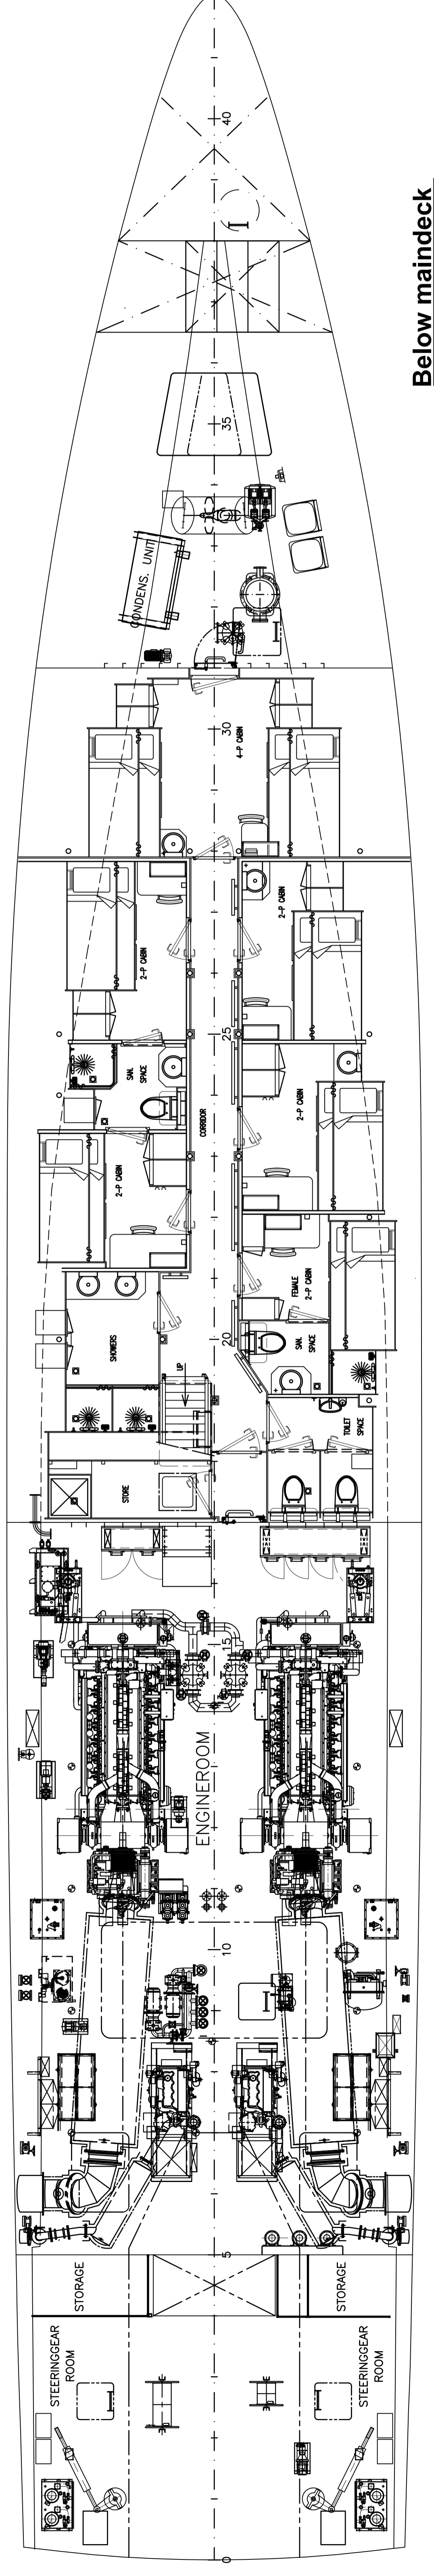 40
Below maindeck
35
CONDENS. UNIT
30
4-P CABIN
2-P CABIN
2-P CABIN
25
SAN.
SPACE
CORRIDOR
2-P CABIN
2-P CABIN
FEMALE
2-P CABIN
20
SHOWERS
SAN.
SPACE
UP
TOILET
SPACE
STORE
15
ENGINEROOM
10
5
STORAGE
STORAGE
STEERINGGEAR
ROOM
STEERINGGEAR
ROOM
0